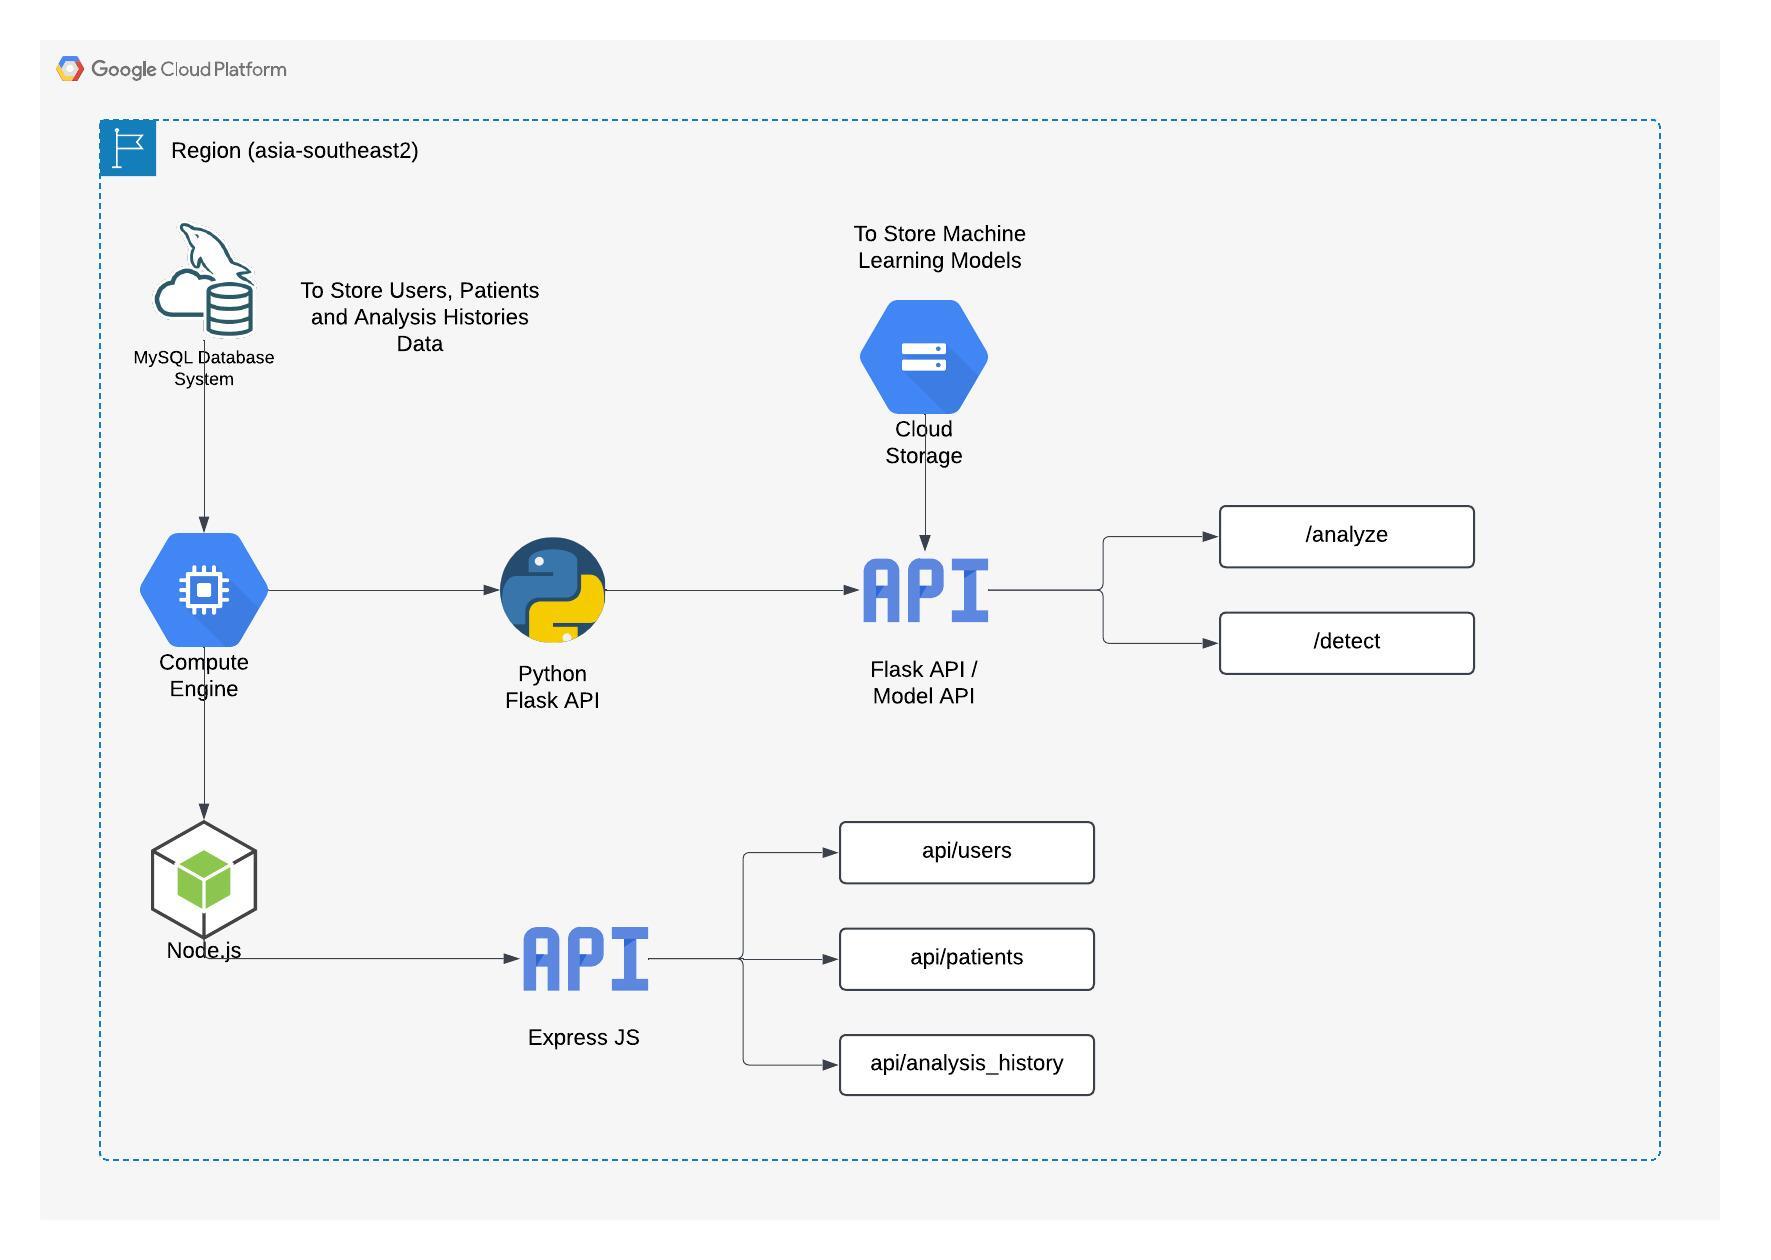 Google Cloud Platform
Region (asia-southeast2)
To Store Machine
Learning Models
To Store Users, Patients
and Analysis Histories
Data
MySQL Database
System
Cloud
Storage
/analyze
API
/detect
Compute
Engine
Python
Flask API
Flask API /
Model API
api/users
Node.js
API
api/patients
Express JS
api/analysis_history